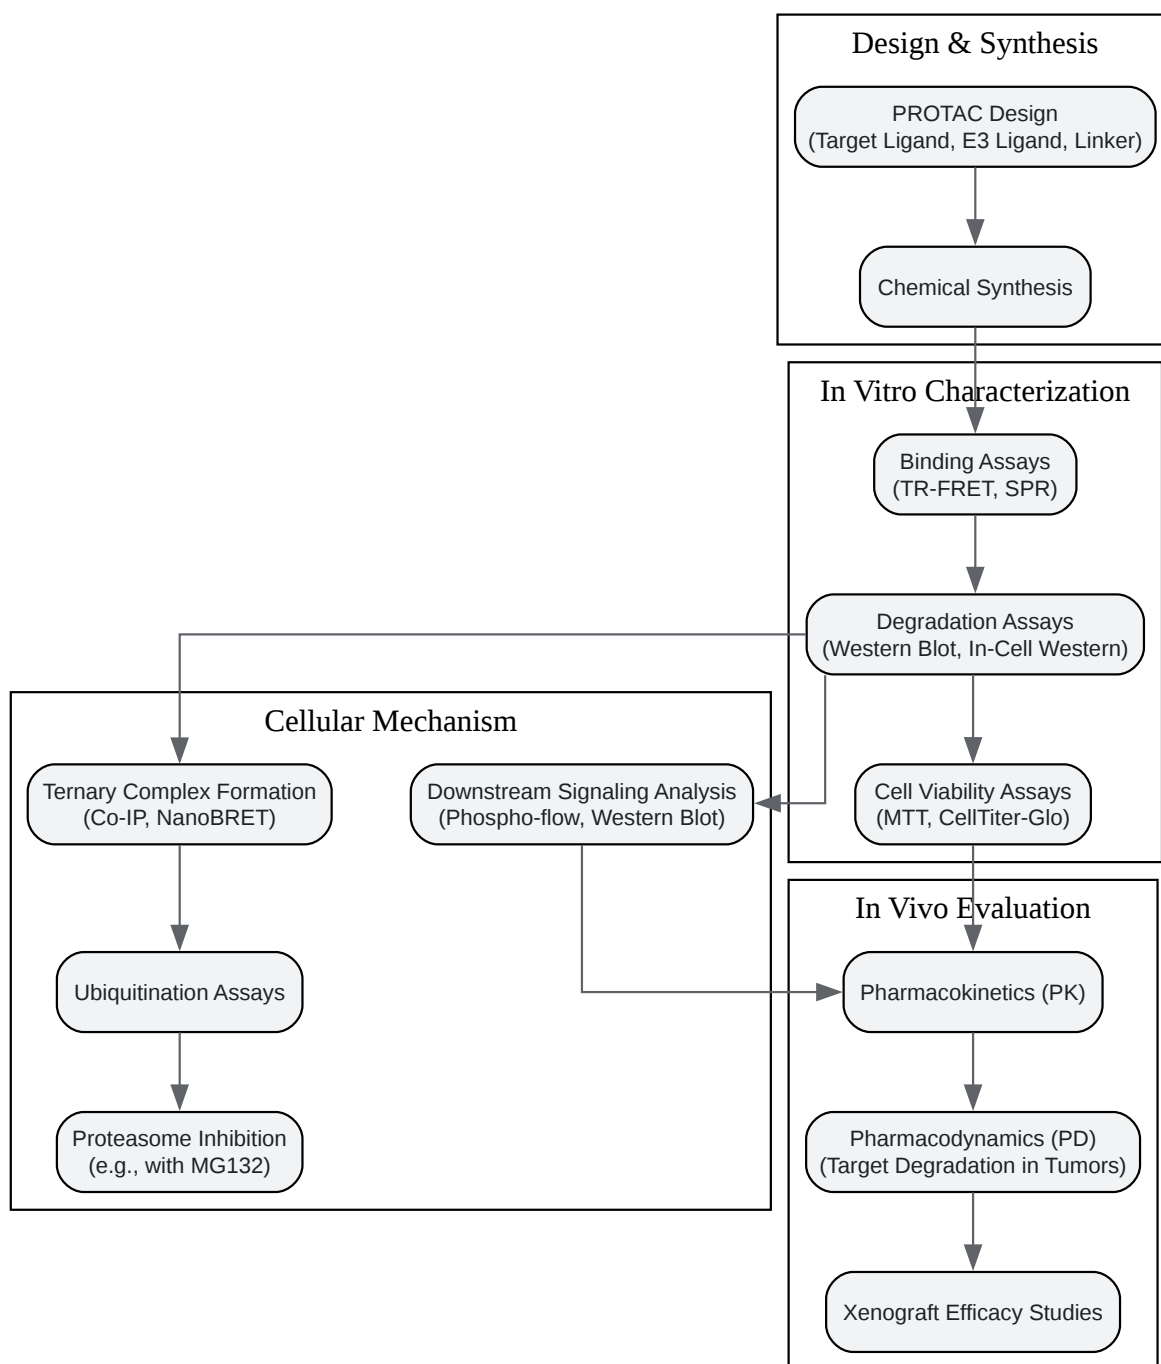 Design & Synthesis
PROTAC Design
(Target Ligand, E3 Ligand, Linker)
Chemical Synthesis
In Vitro Characterization
Binding Assays
(TR-FRET, SPR)
Degradation Assays
(Western Blot, In-Cell Western)
Cellular Mechanism
Ternary Complex Formation
(Co-IP, NanoBRET)
Downstream Signaling Analysis
(Phospho-flow, Western Blot)
Cell Viability Assays
(MTT, CellTiter-Glo)
In Vivo Evaluation
Ubiquitination Assays
Pharmacokinetics (PK)
Proteasome Inhibition
(e.g., with MG132)
Pharmacodynamics (PD)
(Target Degradation in Tumors)
Xenograft Efficacy Studies